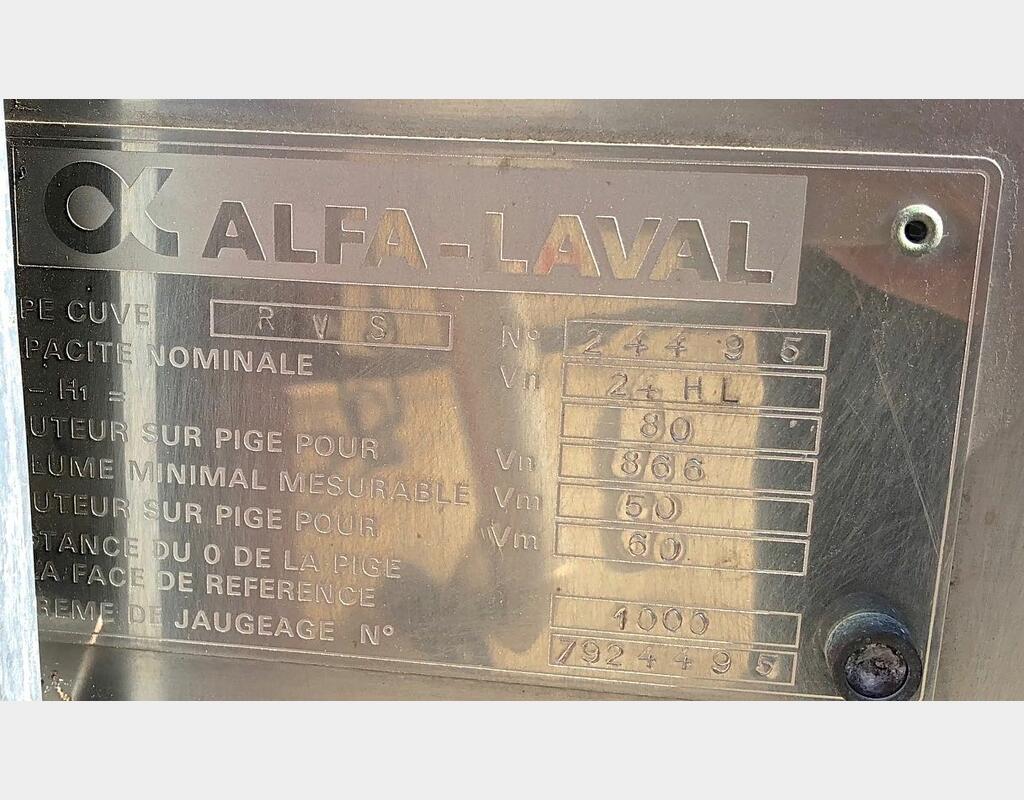 ALFA-LAVAL
PE CUVE RVS N° 24495
PACITE NOMINALE Vn 24 HL
- H1 = 80
UTEUR SUR PIGE POUR Vn 866
LUME MINIMAL MESURABLE Vm 50
UTEUR SUR PIGE POUR Vm 60
STANCE DU 0 DE LA PIGE
LA FACE DE REFERENCE 1000
REME DE JAUGEAGE N° 7924495